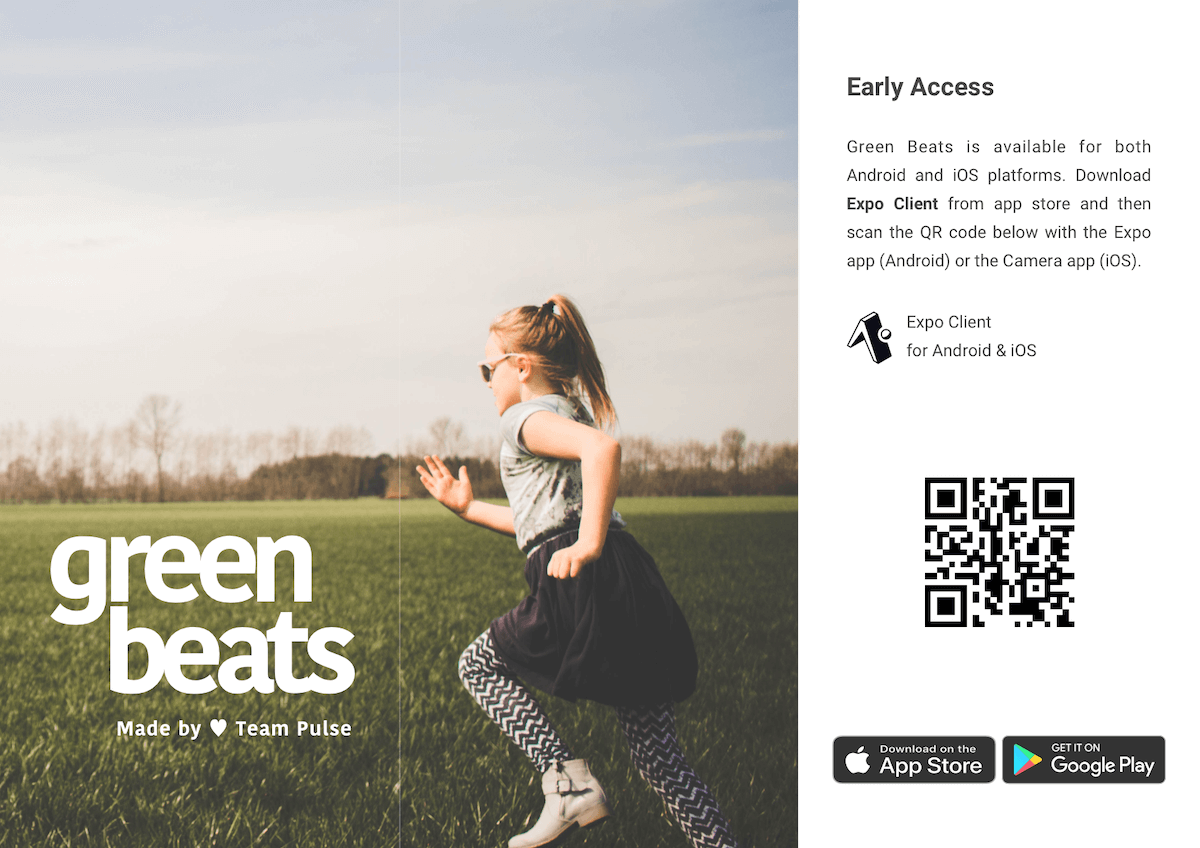 green
beats
Made by ♥ Team Pulse
Early Access
Green Beats is available for both
Android and iOS platforms. Download
Expo Client from app store and then
scan the QR code below with the Expo
app (Android) or the Camera app (iOS).
Expo Client
for Android & iOS
Download on the
App Store
GET IT ON
Google Play